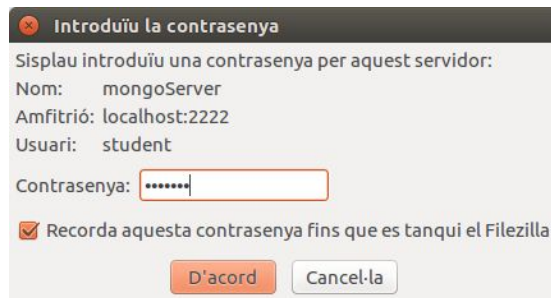 Introduïu la contrasenya
Sisplau introduïu una contrasenya per aquest servidor:
Nom: mongoServer
Amfitrió: localhost:2222
Usuari: student
Contrasenya: •••••••
Recorda aquesta contrasenya fins que es tanqui el Filezilla
D'acord Cancel·la